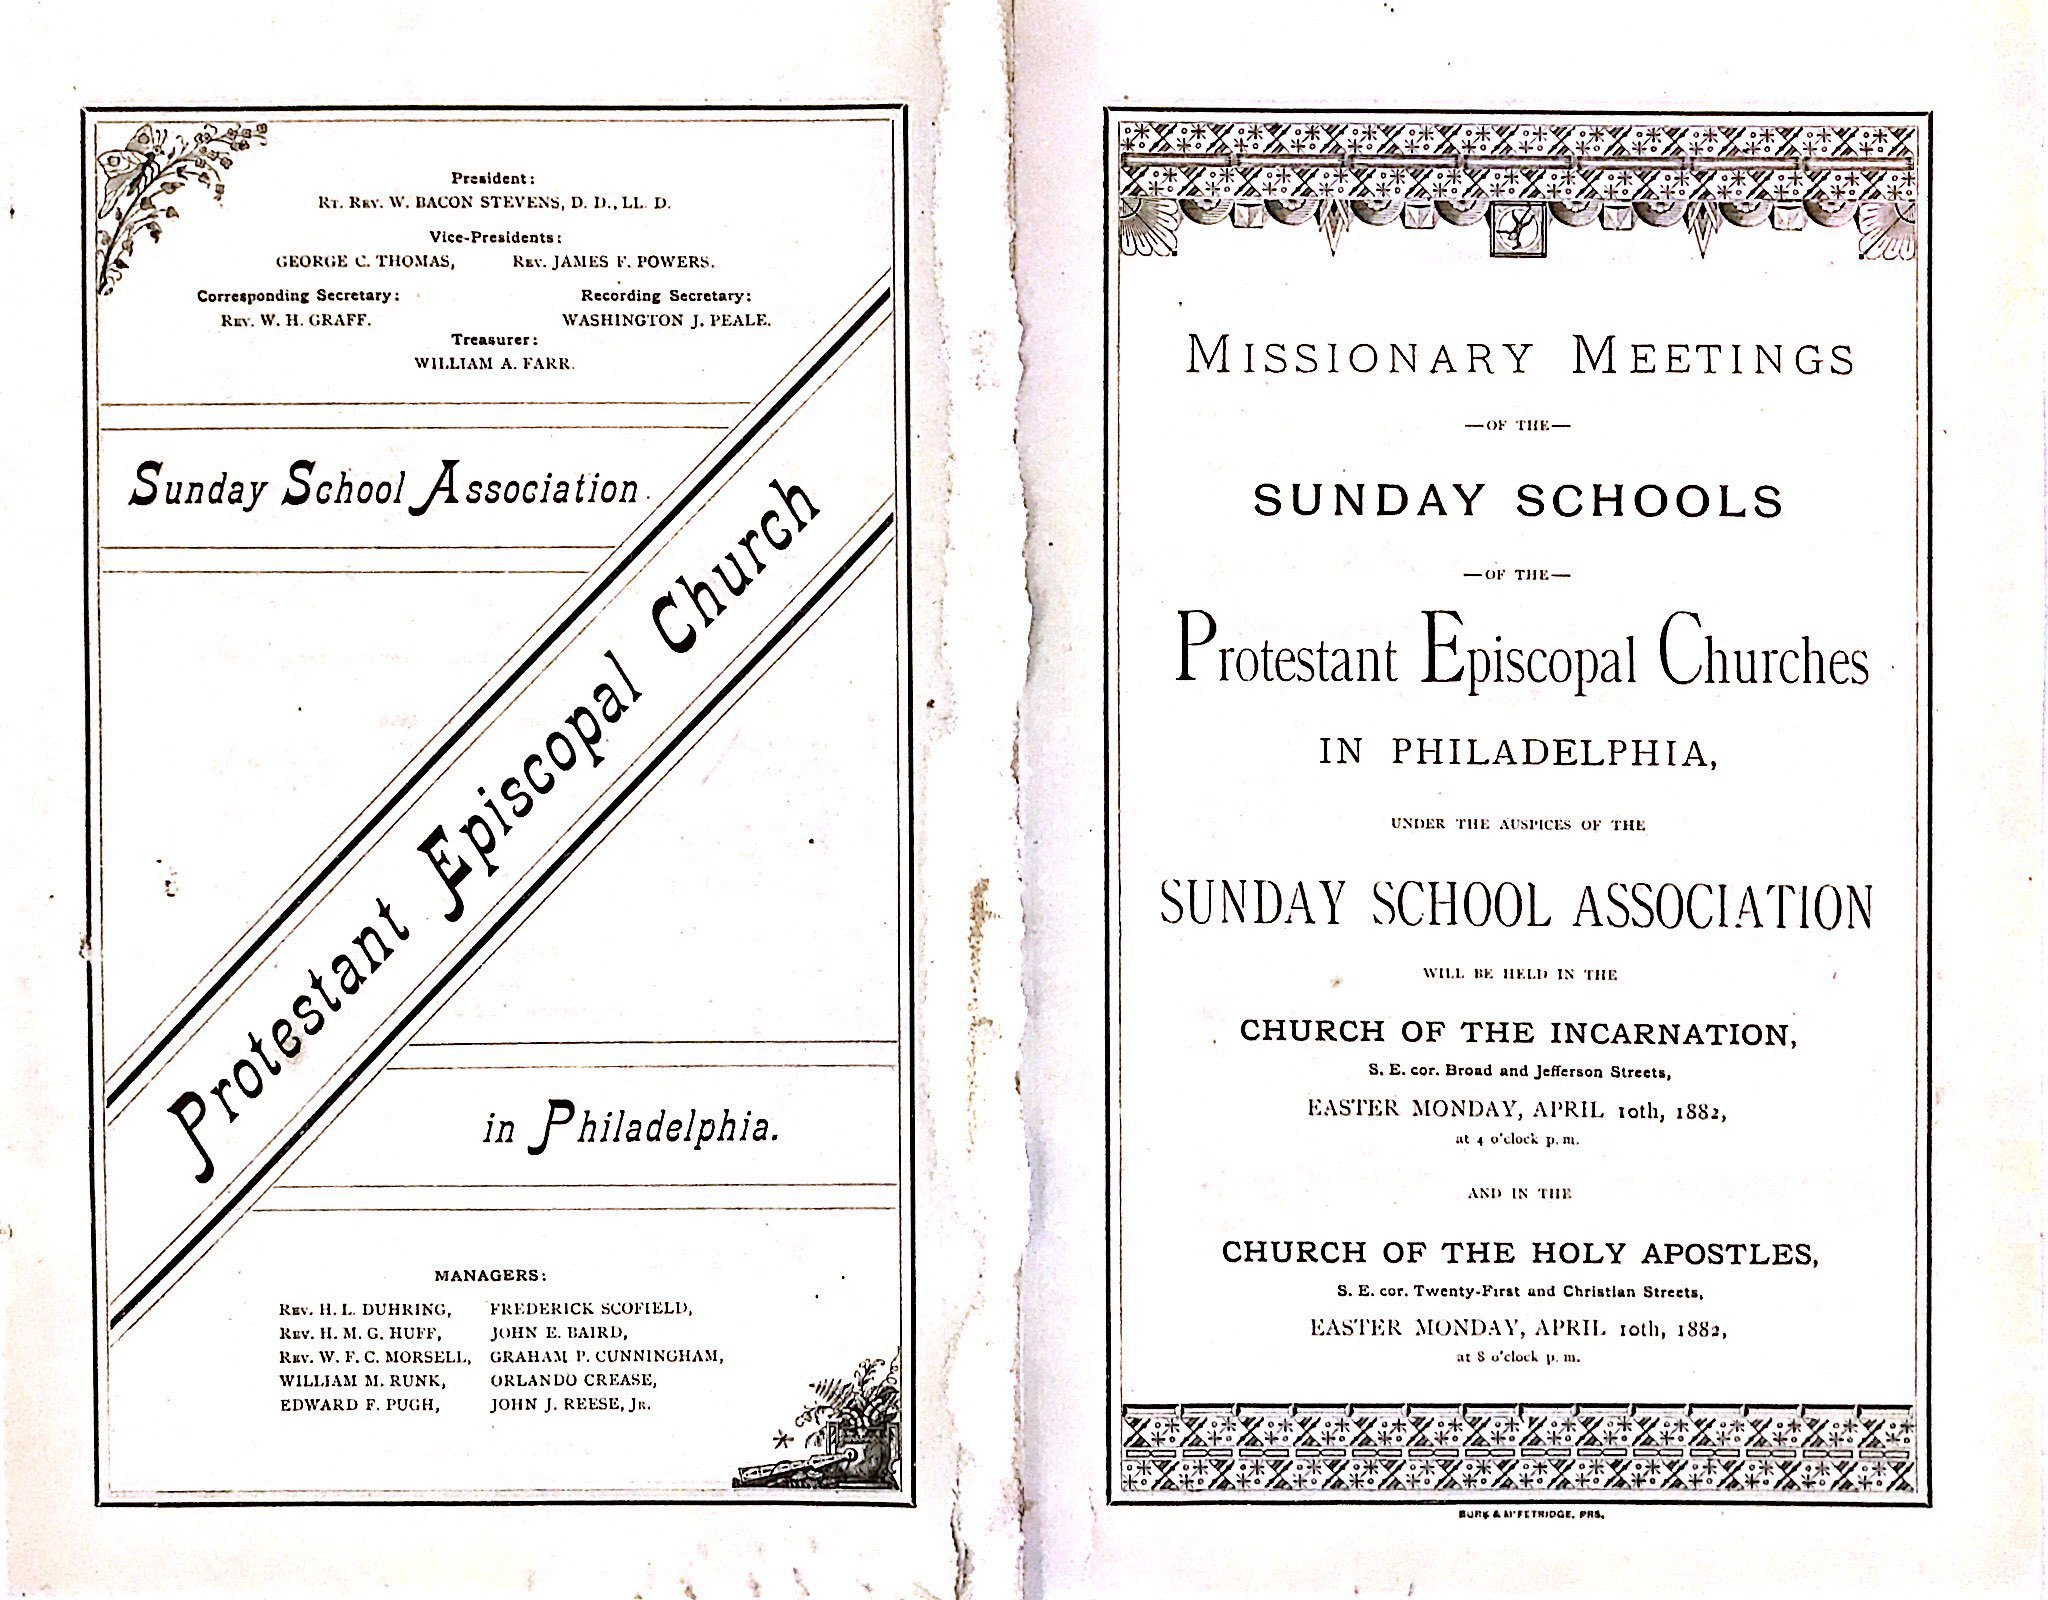 President:
Rt. Rev. W. BACON STEVENS, D. D., LL. D.
Vice-Presidents:
GEORGE C. THOMAS, Rev. JAMES F. POWERS.
Corresponding Secretary: Recording Secretary:
Rev. W. H. GRAFF. WASHINGTON J. PEALE.
Treasurer:
WILLIAM A. FARR.
Sunday School Association
Protestant Episcopal Church
in Philadelphia.
MANAGERS:
Rev. H. L. DUHRING, FREDERICK SCOFIELD,
Rev. H. M. G. HUFF, JOHN E. BAIRD,
Rev. W. F. C. MORSELL, GRAHAM P. CUNNINGHAM,
WILLIAM M. RUNK, ORLANDO CREASE,
EDWARD F. PUGH, JOHN J. REESE, Jr.
MISSIONARY MEETINGS
—OF THE—
SUNDAY SCHOOLS
—OF THE—
Protestant Episcopal Churches
IN PHILADELPHIA,
UNDER THE AUSPICES OF THE
SUNDAY SCHOOL ASSOCIATION
WILL BE HELD IN THE
CHURCH OF THE INCARNATION,
S. E. cor. Broad and Jefferson Streets,
EASTER MONDAY, APRIL 10th, 1882,
at 4 o'clock p. m.
AND IN THE
CHURCH OF THE HOLY APOSTLES,
S. E. cor. Twenty-First and Christian Streets,
EASTER MONDAY, APRIL 10th, 1882,
at 8 o'clock p. m.
BURK & M'FETRIDGE, PRS.